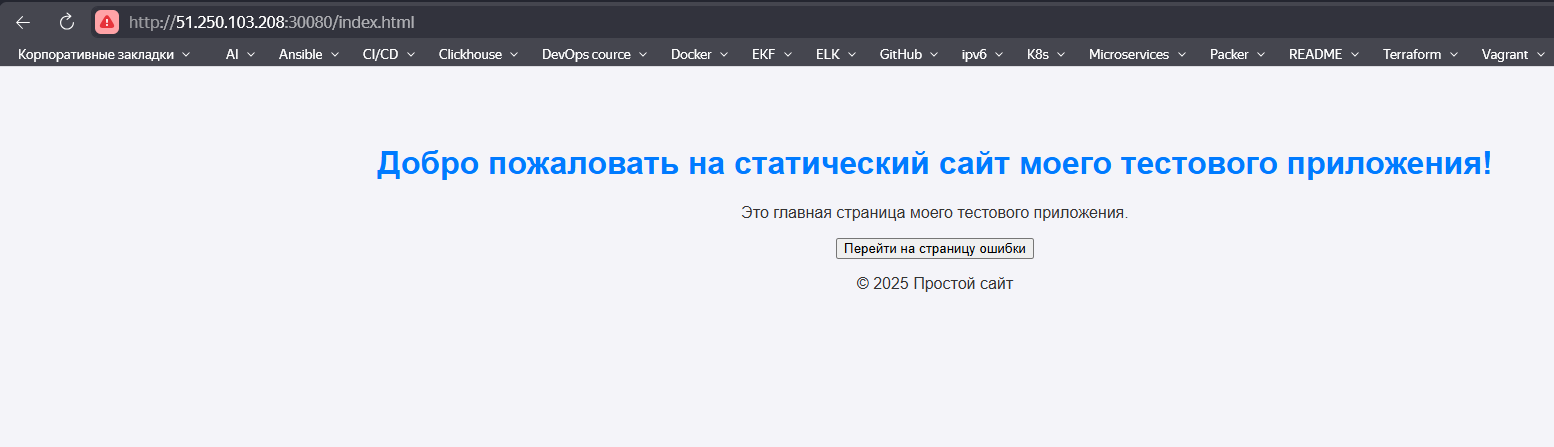 http://51.250.103.208:30080/index.html
Корпоративные закладки AI Ansible CI/CD Clickhouse DevOps cource Docker EKF ELK GitHub ipv6 K8s Microservices Packer README Terraform Vagrant
Добро пожаловать на статический сайт моего тестового приложения!
Это главная страница моего тестового приложения.
Перейти на страницу ошибки
© 2025 Простой сайт